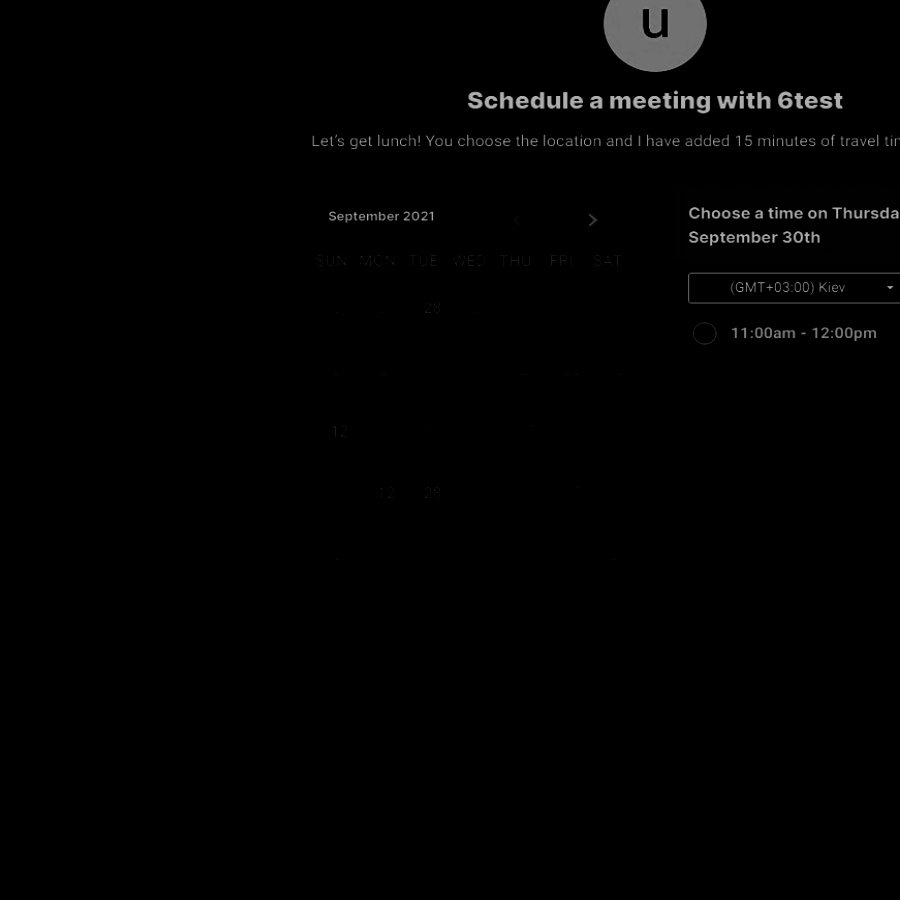 u
Schedule a meeting with 6test
Let's get lunch! You choose the location and I have added 15 minutes of travel
September 2021
Choose a time on
September 30th
SUN MON TUE WED THU FRI SAT
(GMT+03:00) Kiev
28
11:00am - 12:00pm
12
12 28